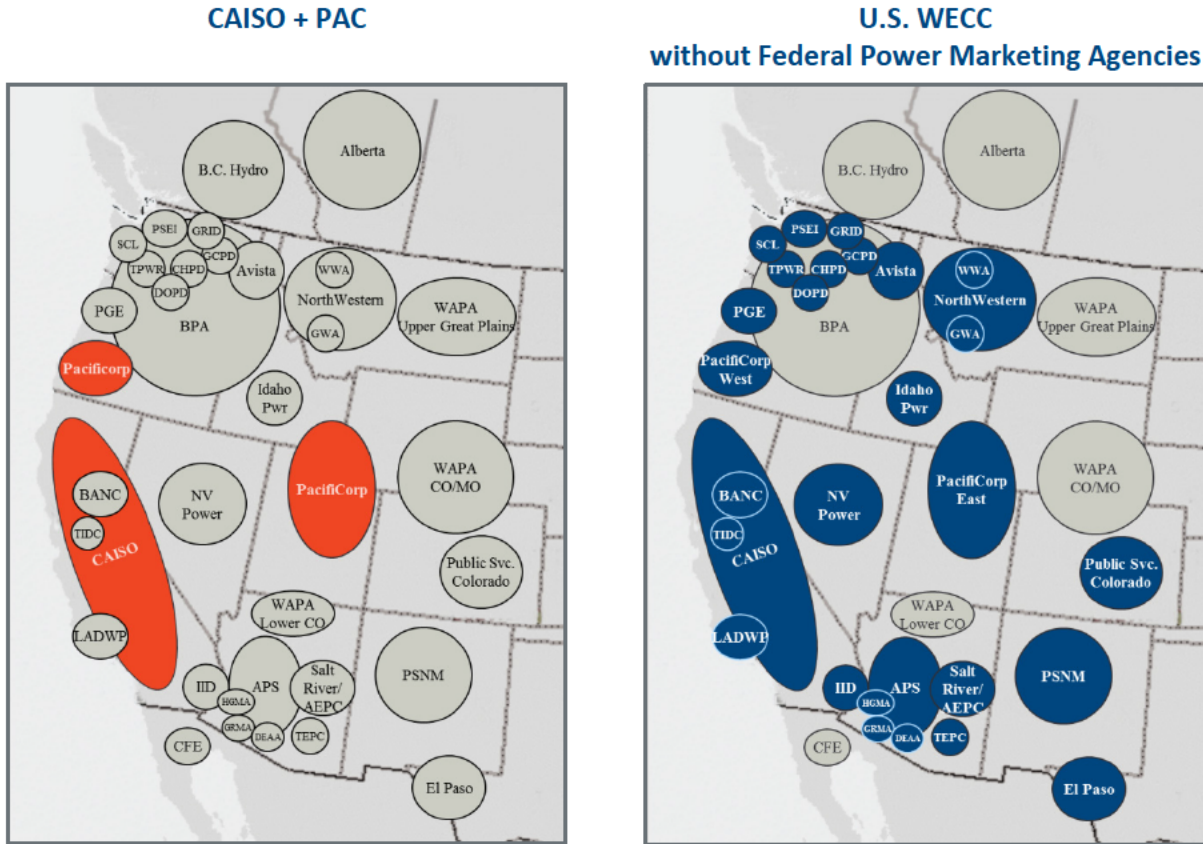 CAISO + PAC
B.C. Hydro
Alberta
PSEI
GRID
SCL
GCPD
TPWR
CHPD
Avista
DOPD
WWA
NorthWestern
GWA
WAPA
Upper Great Plains
PGE
BPA
Pacificorp
Idaho
Pwr
BANC
TIDC
CAISO
NV
Power
PacifiCorp
WAPA
CO/MO
Public Svc.
Colorado
WAPA
Lower CO
LADWP
IID
APS
HGMA
Salt
River/
AEPC
PSNM
GRMA
DEAA
TEPC
CFE
El Paso
U.S. WECC
without Federal Power Marketing Agencies
B.C. Hydro
Alberta
PSEI
GRID
SCL
GCPD
TPWR
CHPD
Avista
DOPD
WWA
NorthWestern
GWA
WAPA
Upper Great Plains
PGE
BPA
PacifiCorp
West
Idaho
Pwr
BANC
TIDC
CAISO
NV
Power
PacifiCorp
East
WAPA
CO/MO
Public Svc.
Colorado
WAPA
Lower CO
LADWP
IID
APS
HGMA
Salt
River/
AEPC
PSNM
GRMA
DEAA
TEPC
CFE
El Paso